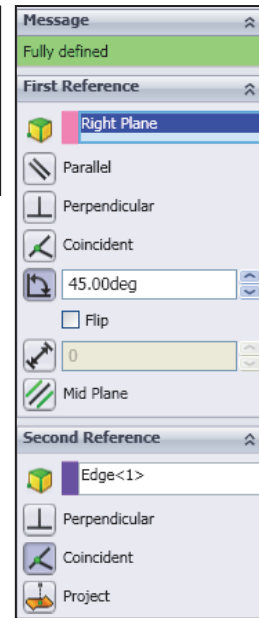 Message
Fully defined
First Reference
Right Plane
Parallel
Perpendicular
Coincident
45.00deg
Flip
0
Mid Plane
Second Reference
Edge<1>
Perpendicular
Coincident
Project